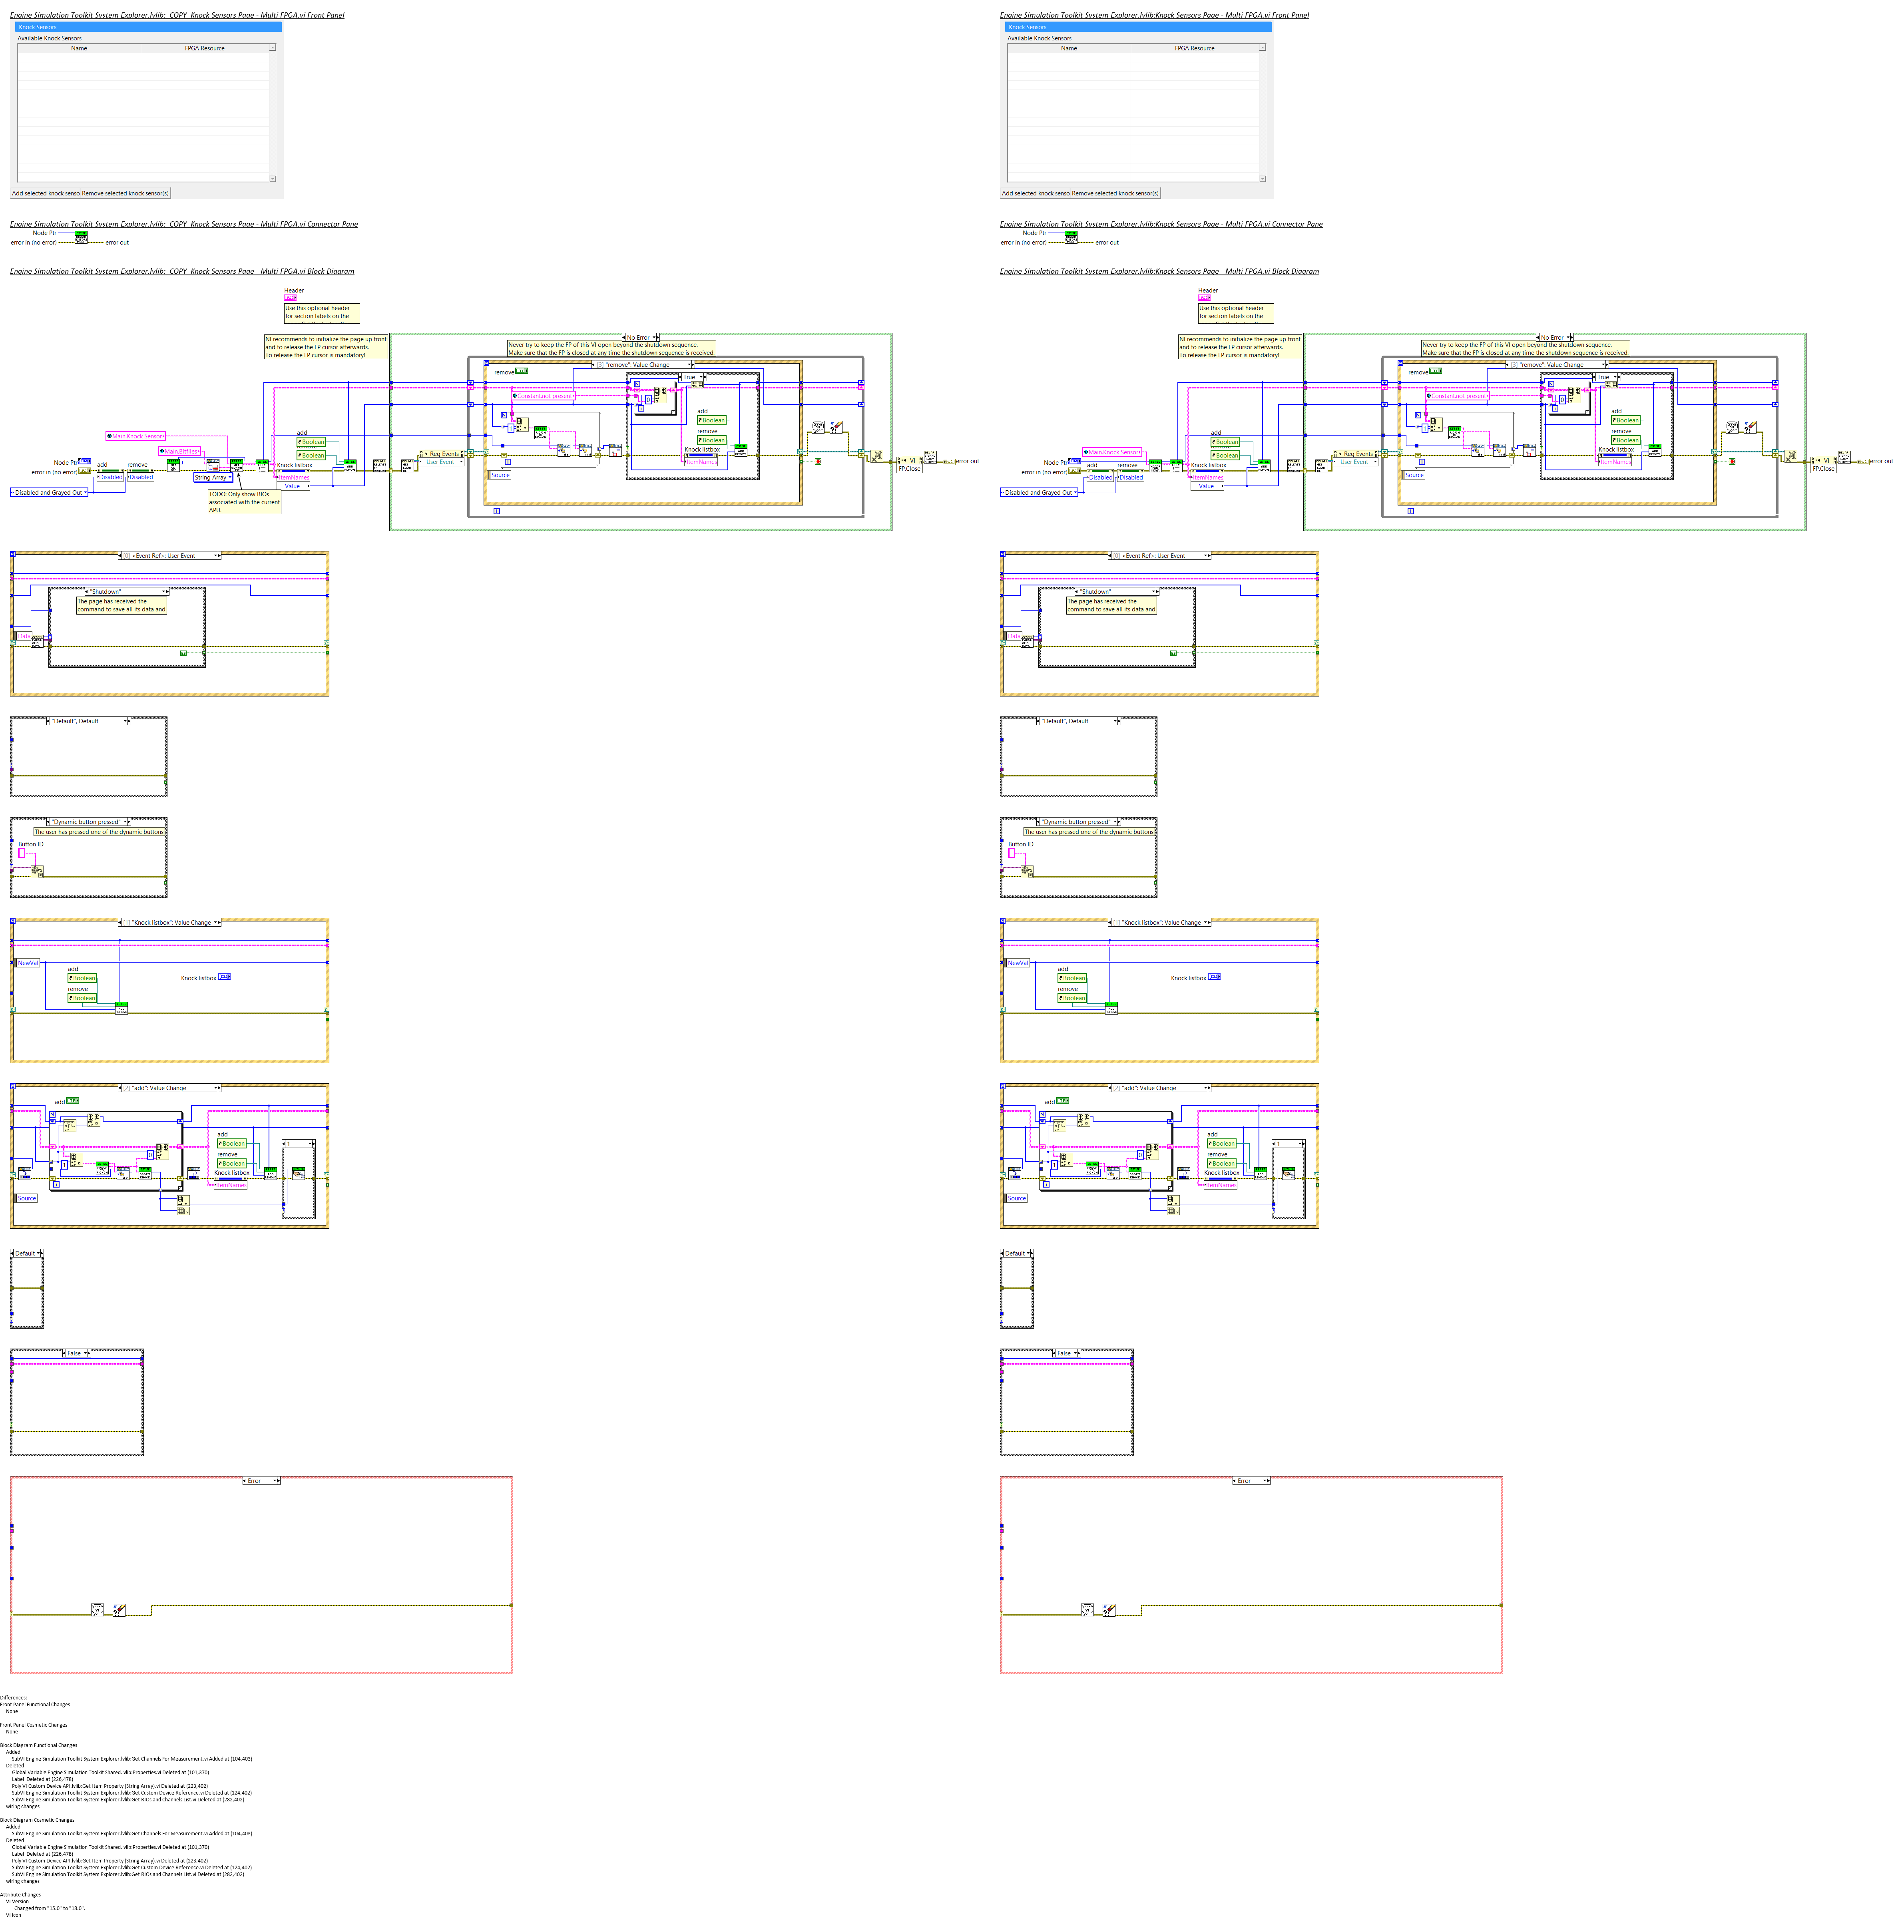 Engine Simulation Toolkit System Explorer.lvlib:_COPY_Knock Sensors Page - Multi FPGA.vi Front Panel
Knock Sensors
Available Knock Sensors
Name FPGA Resource
Add selected knock senso Remove selected knock sensor(s)
Engine Simulation Toolkit System Explorer.lvlib:_COPY_Knock Sensors Page - Multi FPGA.vi Connector Pane
Node Ptr
error in (no error) error out
Engine Simulation Toolkit System Explorer.lvlib:_COPY_Knock Sensors Page - Multi FPGA.vi Block Diagram
Header
Use this optional header
for section labels on the
NI recommends to initialize the page up front
and to release the FP cursor afterwards.
To release the FP cursor is mandatory!
No Error
Never try to keep the FP of this VI open beyond the shutdown sequence.
Make sure that the FP is closed at any time the shutdown sequence is received.
[3] "remove": Value Change
remove
True
Constant.not present
add
Boolean
remove
Boolean
Knock listbox
ItemNames
Main.Knock Sensor
Main.Bitfiles
add
Boolean
Boolean
Node Ptr
add remove
error in (no error)
Disabled Disabled
Disabled and Grayed Out
String Array
TODO: Only show RIOs
associated with the current
APU.
Knock listbox
ItemNames
Value
Reg Events
User Event
Source
VI
FP.Close
error out
[0] <Event Ref>: User Event
"Shutdown"
The page has received the
command to save all its data and
Data
"Default", Default
"Dynamic button pressed"
The user has pressed one of the dynamic buttons
Button ID
[1] "Knock listbox": Value Change
NewVal
add
Boolean
remove
Boolean
Knock listbox
[2] "add": Value Change
add
add
Boolean
remove
Boolean
Knock listbox
ItemNames
1
Source
Default
False
Error
Engine Simulation Toolkit System Explorer.lvlib:Knock Sensors Page - Multi FPGA.vi Front Panel
Knock Sensors
Available Knock Sensors
Name FPGA Resource
Add selected knock senso Remove selected knock sensor(s)
Engine Simulation Toolkit System Explorer.lvlib:Knock Sensors Page - Multi FPGA.vi Connector Pane
Node Ptr
error in (no error) error out
Engine Simulation Toolkit System Explorer.lvlib:Knock Sensors Page - Multi FPGA.vi Block Diagram
Header
Use this optional header
for section labels on the
NI recommends to initialize the page up front
and to release the FP cursor afterwards.
To release the FP cursor is mandatory!
No Error
Never try to keep the FP of this VI open beyond the shutdown sequence.
Make sure that the FP is closed at any time the shutdown sequence is received.
[3] "remove": Value Change
remove
True
Constant.not present
add
Boolean
remove
Boolean
Knock listbox
ItemNames
Main.Knock Sensor
add
Boolean
Boolean
Node Ptr
add remove
error in (no error)
Disabled Disabled
Disabled and Grayed Out
Knock listbox
ItemNames
Value
Reg Events
User Event
Source
VI
FP.Close
error out
[0] <Event Ref>: User Event
"Shutdown"
The page has received the
command to save all its data and
Data
"Default", Default
"Dynamic button pressed"
The user has pressed one of the dynamic buttons
Button ID
[1] "Knock listbox": Value Change
NewVal
add
Boolean
remove
Boolean
Knock listbox
[2] "add": Value Change
add
add
Boolean
remove
Boolean
Knock listbox
ItemNames
1
Source
Default
False
Error
Differences:
Front Panel Functional Changes
None
Front Panel Cosmetic Changes
None
Block Diagram Functional Changes
Added
SubVI Engine Simulation Toolkit System Explorer.lvlib:Get Channels For Measurement.vi Added at (104,403)
Deleted
Global Variable Engine Simulation Toolkit Shared.lvlib:Properties.vi Deleted at (101,370)
Label  Deleted at (226,478)
Poly VI Custom Device API.lvlib:Get Item Property (String Array).vi Deleted at (223,402)
SubVI Engine Simulation Toolkit System Explorer.lvlib:Get Custom Device Reference.vi Deleted at (124,402)
SubVI Engine Simulation Toolkit System Explorer.lvlib:Get RIOs and Channels List.vi Deleted at (282,402)
wiring changes
Block Diagram Cosmetic Changes
Added
SubVI Engine Simulation Toolkit System Explorer.lvlib:Get Channels For Measurement.vi Added at (104,403)
Deleted
Global Variable Engine Simulation Toolkit Shared.lvlib:Properties.vi Deleted at (101,370)
Label  Deleted at (226,478)
Poly VI Custom Device API.lvlib:Get Item Property (String Array).vi Deleted at (223,402)
SubVI Engine Simulation Toolkit System Explorer.lvlib:Get Custom Device Reference.vi Deleted at (124,402)
SubVI Engine Simulation Toolkit System Explorer.lvlib:Get RIOs and Channels List.vi Deleted at (282,402)
wiring changes
Attribute Changes
VI Version
Changed from "15.0" to "18.0".
VI Icon